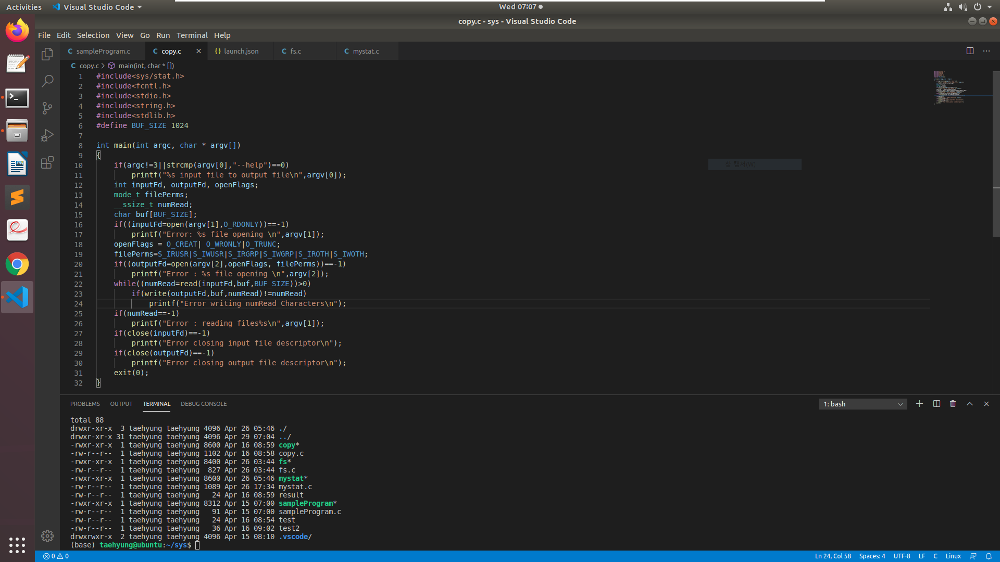 Activities
Visual Studio Code
Wed 07:07
copy.c - sys - Visual Studio Code
File Edit Selection View Go Run Terminal Help
C sampleProgram.c
C copy.c
{} launch.json
C fs.c
C mystat.c
C copy.c > main(int, char * [])
1 #include<sys/stat.h>
2 #include<fcntl.h>
3 #include<stdio.h>
4 #include<string.h>
5 #include<stdlib.h>
6 #define BUF_SIZE 1024
7
8 int main(int argc, char * argv[])
9 {
10 if(argc!=3||strcmp(argv[0],"--help")==0)
창 캡처(W)
11 printf("%s input file to output file\n",argv[0]);
12 int inputFd, outputFd, openFlags;
13 mode_t filePerms;
14 __ssize_t numRead;
15 char buf[BUF_SIZE];
16 if((inputFd=open(argv[1],O_RDONLY))==-1)
17 printf("Error: %s file opening \n",argv[1]);
18 openFlags = O_CREAT| O_WRONLY|O_TRUNC;
19 filePerms=S_IRUSR|S_IWUSR|S_IRGRP|S_IWGRP|S_IROTH|S_IWOTH;
20 if((outputFd=open(argv[2],openFlags, filePerms))==-1)
21 printf("Error : %s file opening \n",argv[2]);
22 while((numRead=read(inputFd,buf,BUF_SIZE))>0)
23 if(write(outputFd,buf,numRead)!=numRead)
24 printf("Error writing numRead Characters\n");
25 if(numRead==-1)
26 printf("Error : reading files%s\n",argv[1]);
27 if(close(inputFd)==-1)
28 printf("Error closing input file descriptor\n");
29 if(close(outputFd)==-1)
30 printf("Error closing output file descriptor\n");
31 exit(0);
32 }
PROBLEMS OUTPUT TERMINAL DEBUG CONSOLE
1: bash
total 88
drwxr-xr-x  3 taehyung taehyung 4096 Apr 26 05:46 ./
drwxr-xr-x 31 taehyung taehyung 4096 Apr 29 07:04 ../
-rwxr-xr-x  1 taehyung taehyung 8600 Apr 16 08:59 copy*
-rw-r--r--  1 taehyung taehyung 1102 Apr 16 08:58 copy.c
-rwxr-xr-x  1 taehyung taehyung 8400 Apr 26 03:44 fs*
-rw-r--r--  1 taehyung taehyung  827 Apr 26 03:44 fs.c
-rwxr-xr-x  1 taehyung taehyung 8600 Apr 26 05:46 mystat*
-rw-r--r--  1 taehyung taehyung 1089 Apr 26 17:34 mystat.c
-rw-r--r--  1 taehyung taehyung   24 Apr 16 08:59 result
-rwxr-xr-x  1 taehyung taehyung 8312 Apr 15 07:00 sampleProgram*
-rw-r--r--  1 taehyung taehyung   91 Apr 15 07:00 sampleProgram.c
-rw-r--r--  1 taehyung taehyung   24 Apr 16 08:54 test
-rw-r--r--  1 taehyung taehyung   36 Apr 16 09:02 test2
drwxrwxr-x  2 taehyung taehyung 4096 Apr 15 08:10 .vscode/
(base) taehyung@ubuntu:~/sys$
0 0
Ln 24, Col 58 Spaces: 4 UTF-8 LF C Linux